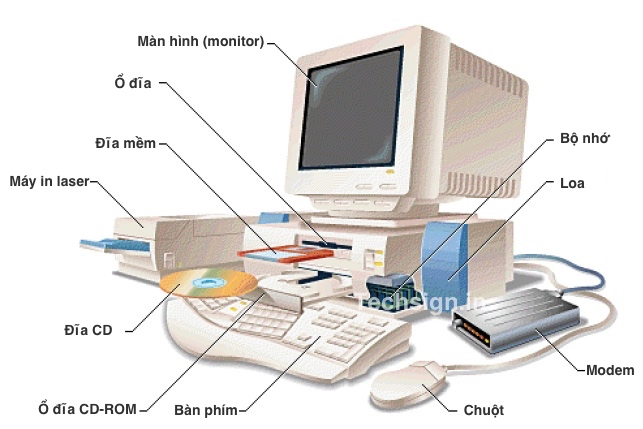 Màn hình (monitor)
Ổ đĩa
Đĩa mềm
Bộ nhớ
Máy in laser
Loa
Techsign.in
Đĩa CD
Modem
Ổ đĩa CD-ROM
Bàn phím
Chuột